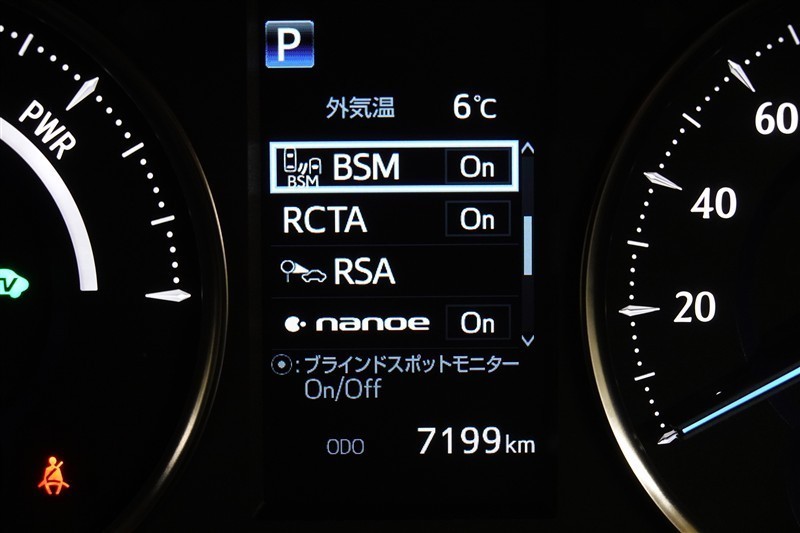 P
外気温 6℃
BSM BSM On
RCTA On
RSA
nanoe On
:ブラインドスポットモニター
On/Off
ODO 7199km
PWR
60
40
20